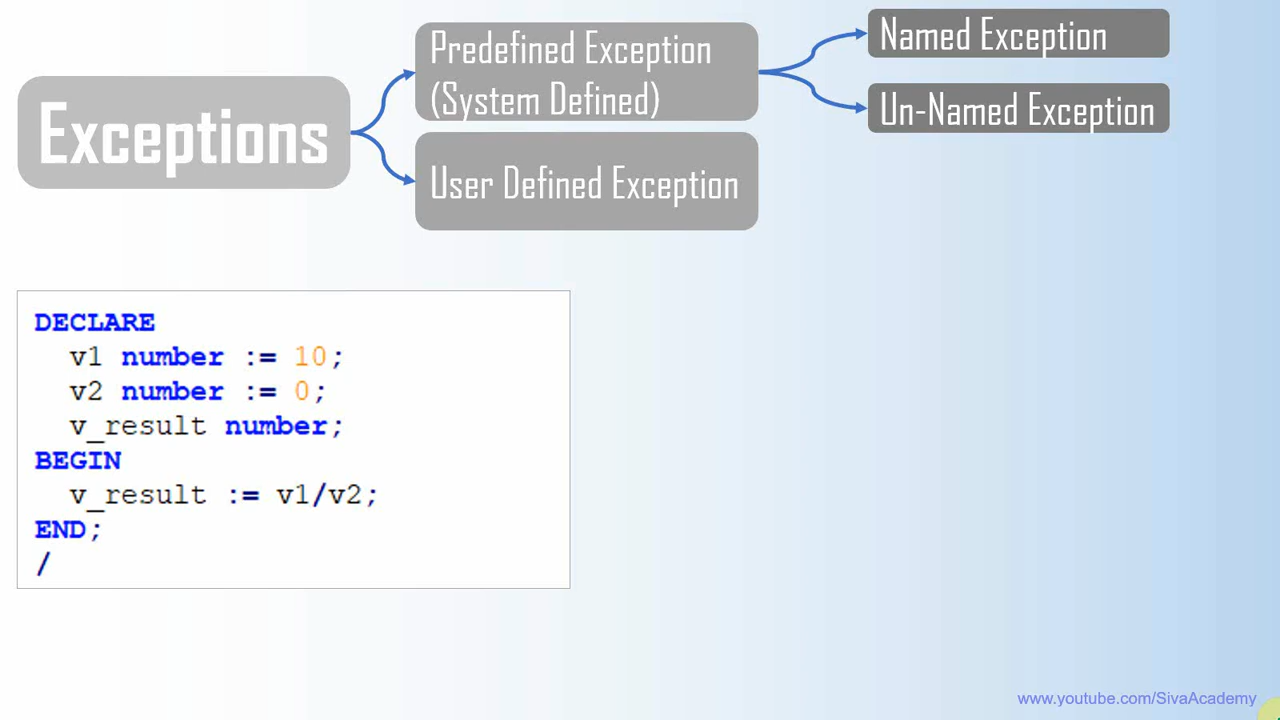 Exceptions
Predefined Exception
(System Defined)
User Defined Exception
Named Exception
Un-Named Exception
DECLARE
v1 number := 10;
v2 number := 0;
v_result number;
BEGIN
v_result := v1/v2;
END;
/
www.youtube.com/SivaAcademy